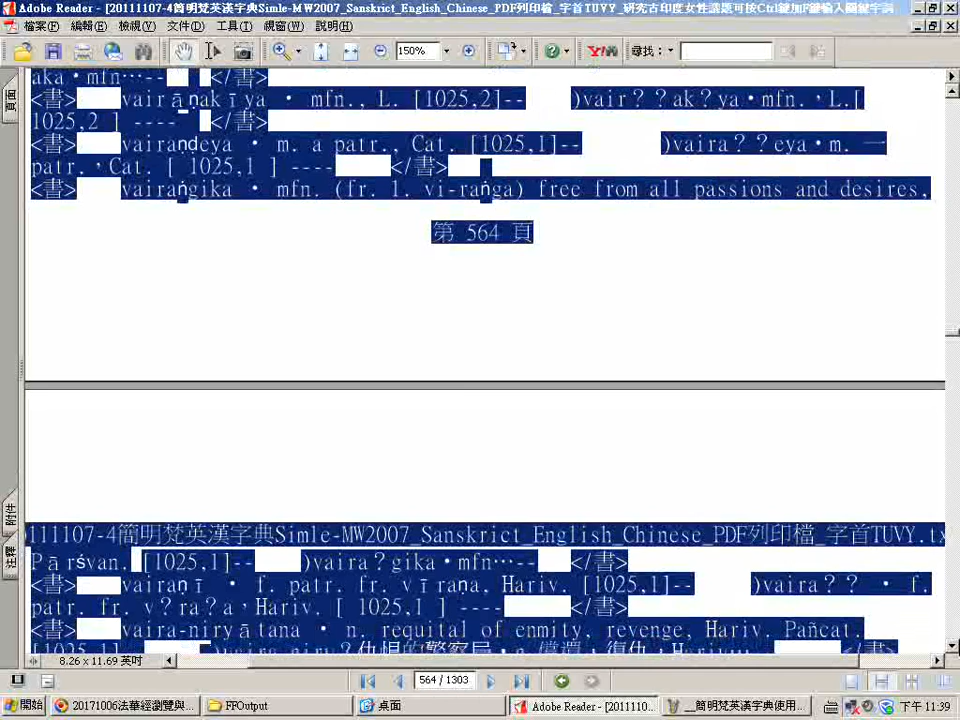 Adobe Reader - [20111107-4簡明梵英漢字典Simle-MW2007_Sanskrict_English_Chinese_PDF列印檔_字首TUVY_研究古印度女性議題可按Ctrl鍵加F鍵輸入關鍵字詞
檔案(F) 編輯(E) 檢視(V) 文件(D) 工具(T) 視窗(W) 說明(H)
150% Y! 尋找:
頁面
aka‧mfn…-- </書>
<書> vairāṇakīya ‧ mfn., L. [1025,2]-- )vair??ak?ya‧mfn.,L.[
1025,2 ] ---- </書>
<書> vairaṇḍeya ‧ m. a patr., Cat. [1025,1]-- )vaira??eya‧m. 一
patr.,Cat. [ 1025,1 ] ---- </書>
<書> vairaṅgika ‧ mfn. (fr. 1. vi-raṅga) free from all passions and desires,
第 564 頁
附件
注釋
111107-4簡明梵英漢字典Simle-MW2007_Sanskrict_English_Chinese_PDF列印檔_字首TUVY.tx
Pārśvan. [1025,1]-- )vaira?gika‧mfn…-- </書>
<書> vairaṇī ‧ f. patr. fr. vīraṇa, Hariv. [1025,1]-- )vaira?? ‧ f.
patr. fr. v?ra?a,Hariv. [ 1025,1 ] ---- </書>
<書> vaira-niryātana ‧ n. requital of enmity, revenge, Hariv. Pañcat.
8.26 x 11.69 英吋
564 / 1303
開始 20171006法華經瀏覽與... FFOutput 桌面 Adobe Reader - [201110... __簡明梵英字典使用... 下午 11:39